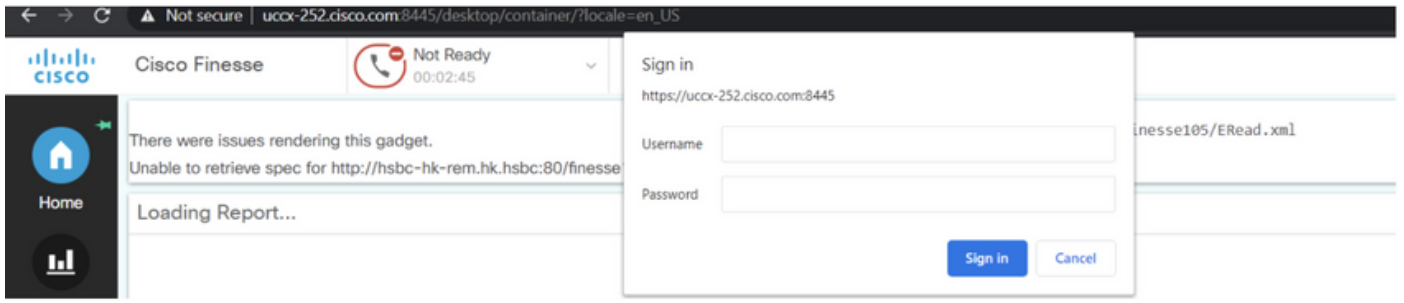 Not secure | uccx-252.cisco.com:8445/desktop/container/?locale=en_US
CISCO
Cisco Finesse
Not Ready
00:02:45
Sign in
https://uccx-252.cisco.com:8445
There were issues rendering this gadget.
inesse105/ERead.xml
Unable to retrieve spec for http://hsbc-hk-rem.hk.hsbc:80/finesse
Username
Password
Home
Loading Report...
Sign in
Cancel